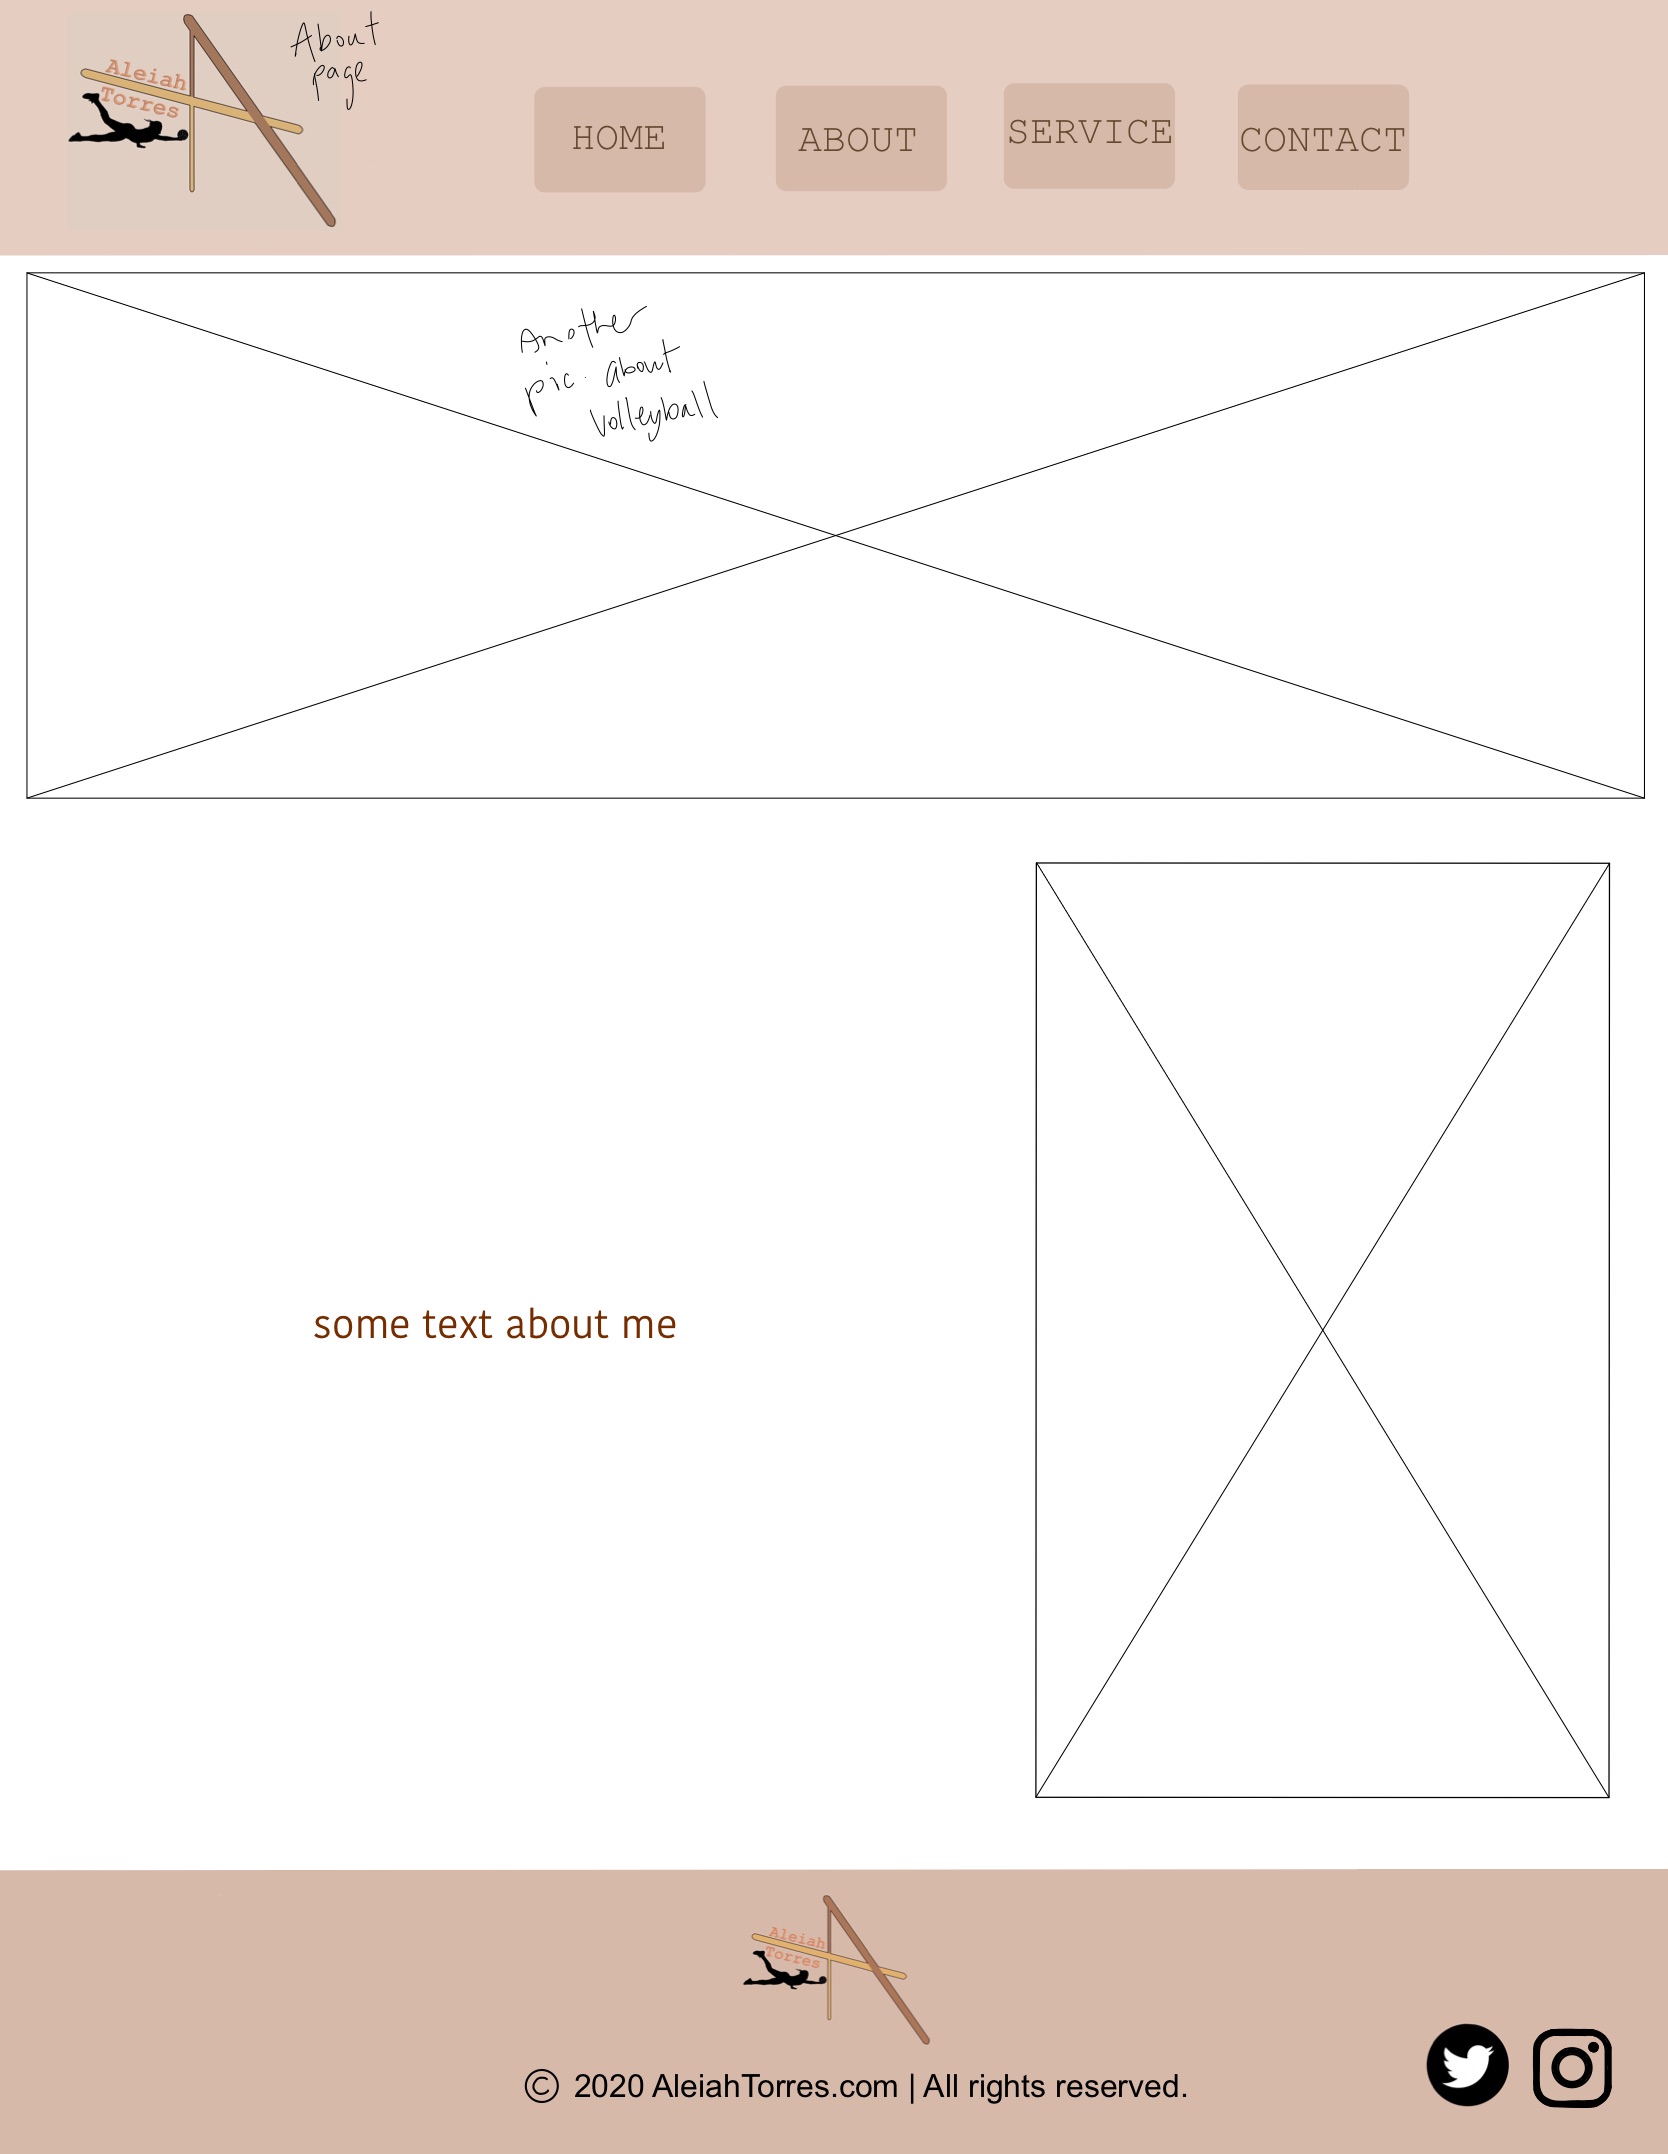 Aleiah
Torres
About
page
HOME
ABOUT
SERVICE
CONTACT
Another
pic. about
volleyball
some text about me
Aleiah
Torres
© 2020 AleiahTorres.com | All rights reserved.